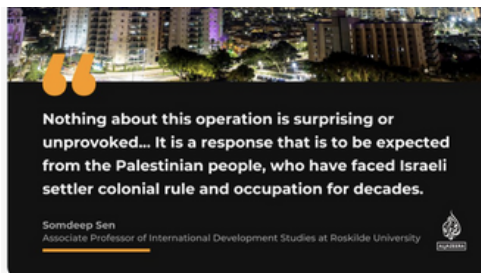 Nothing about this operation is surprising or
unprovoked... It is a response that is to be expected
from the Palestinian people, who have faced Israeli
settler colonial rule and occupation for decades.
Somdeep Sen
Associate Professor of International Development Studies at Roskilde University
ALJAZEERA